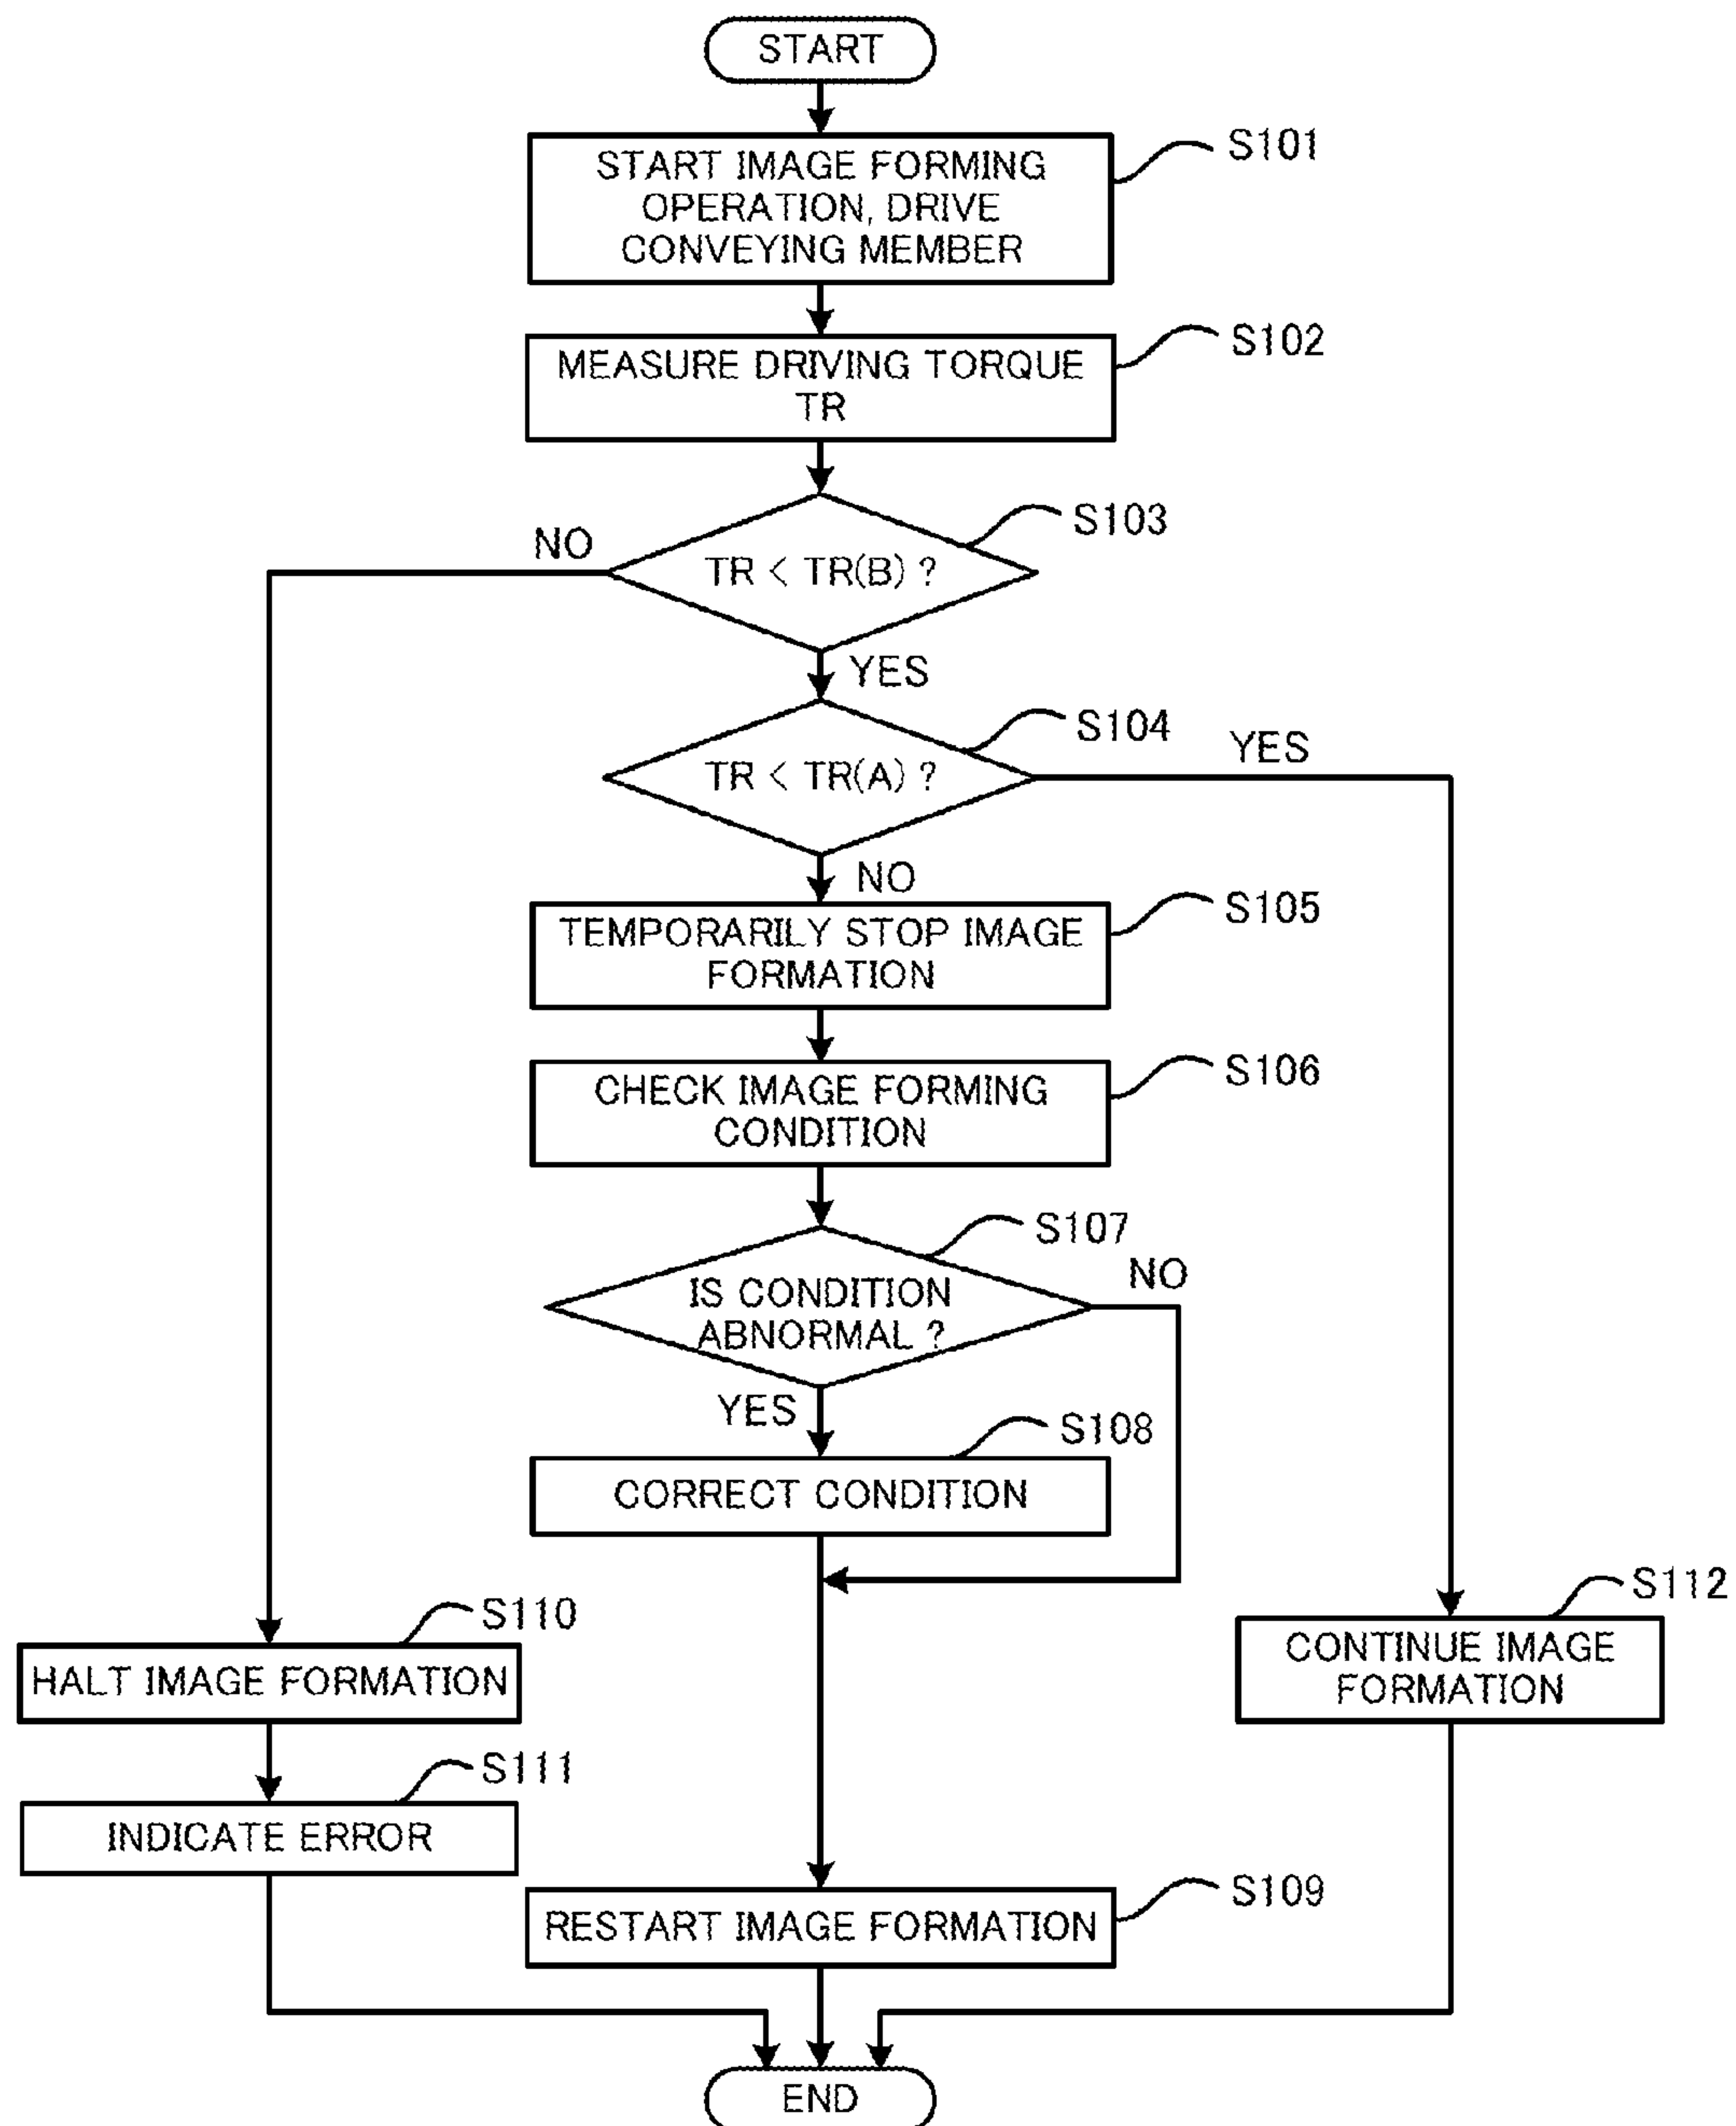 START
START IMAGE FORMING
OPERATION, DRIVE
CONVEYING MEMBER
S101
MEASURE DRIVING TORQUE
TR
S102
TR < TR(B) ?
S103
NO
YES
TR < TR(A) ?
S104
YES
NO
TEMPORARILY STOP IMAGE
FORMATION
S105
CHECK IMAGE FORMING
CONDITION
S106
IS CONDITION
ABNORMAL ?
S107
NO
YES
CORRECT CONDITION
S108
HALT IMAGE FORMATION
S110
CONTINUE IMAGE
FORMATION
S112
INDICATE ERROR
S111
RESTART IMAGE FORMATION
S109
END